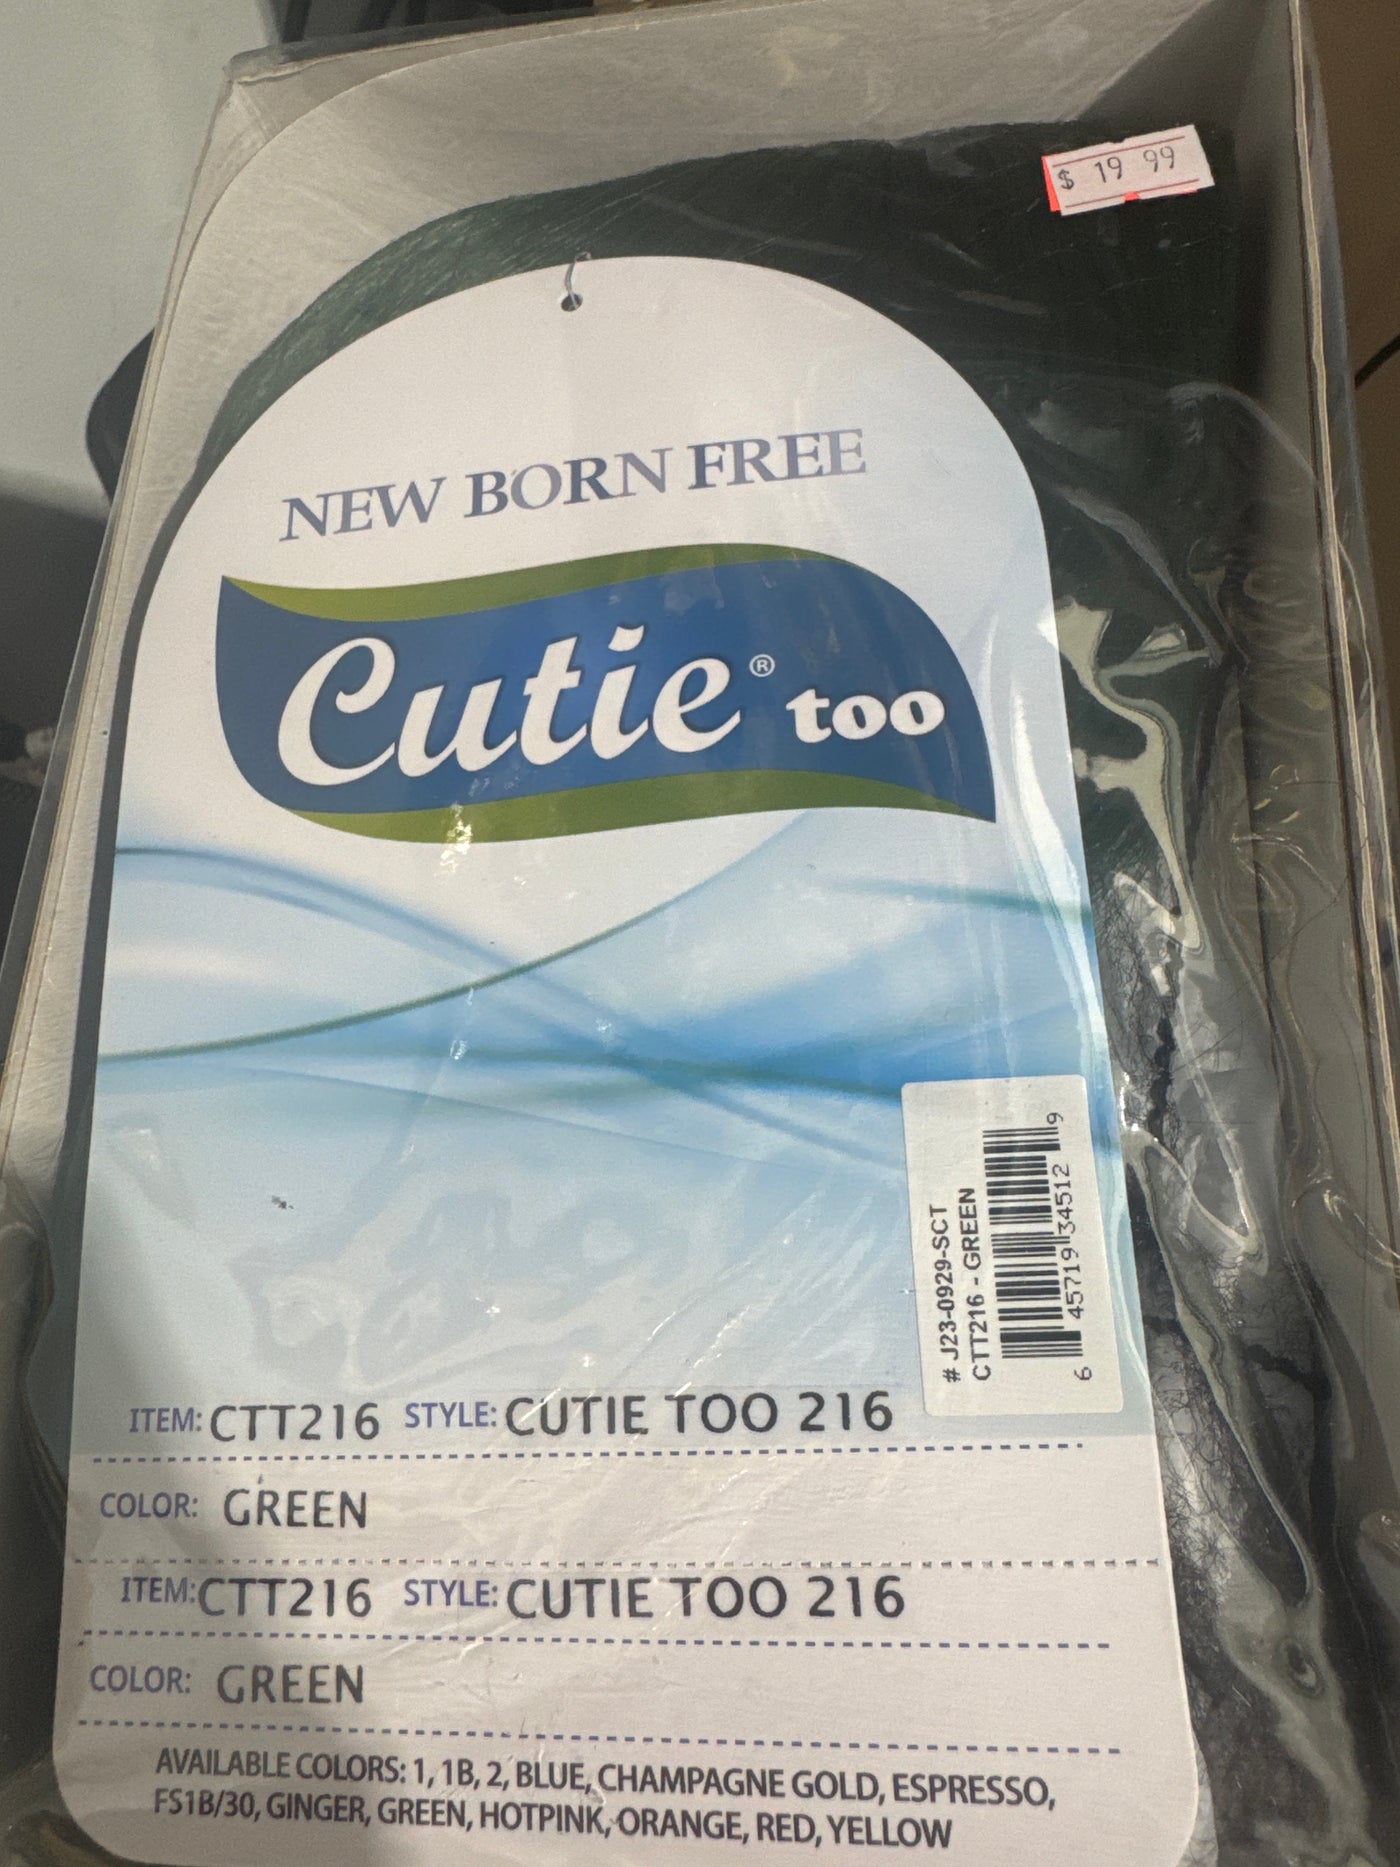 $ 19 99
NEW BORN FREE
Cutie® too
# J23-0929-SCT
CTT216 - GREEN
6 45719 34512 9
ITEM: CTT216 STYLE: CUTIE TOO 216
COLOR: GREEN
ITEM: CTT216 STYLE: CUTIE TOO 216
COLOR: GREEN
AVAILABLE COLORS: 1, 1B, 2, BLUE, CHAMPAGNE GOLD, ESPRESSO,
FS1B/30, GINGER, GREEN, HOTPINK, ORANGE, RED, YELLOW